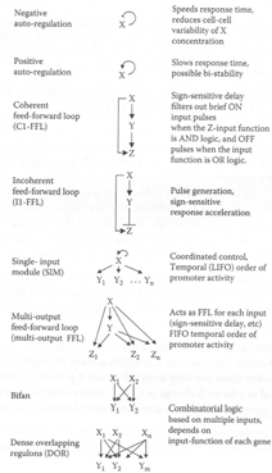 Negative
auto-regulation
X
Speeds response time,
reduces cell-cell
variability of X
concentration
Positive
auto-regulation
X
Slows response time,
possible bi-stability
Coherent
feed-forward loop
(C1-FFL)
X
Y
Z
Sign-sensitive delay
filters out brief ON
input pulses
when the Z-input function
is AND logic, and OFF
pulses when the input
function is OR logic.
Incoherent
feed-forward loop
(I1-FFL)
X
Y
Z
Pulse generation,
sign-sensitive
response acceleration
Single- input
module (SIM)
X
Y1 Y2 ... Yn
Coordinated control,
Temporal (LIFO) order of
promoter activity
Multi-output
feed-forward loop
(multi-output FFL)
X
Y
Z1 Z2 Zn
Acts as FFL for each input
(sign-sensitive delay, etc)
FIFO temporal order of
promoter activity
Bifan
X1 X2
Y1 Y2
Combinatorial logic
based on multiple inputs,
depends on
input-function of each gene
Dense overlapping
regulons (DOR)
X1 X2 Xn
Y1 Y2 Ym